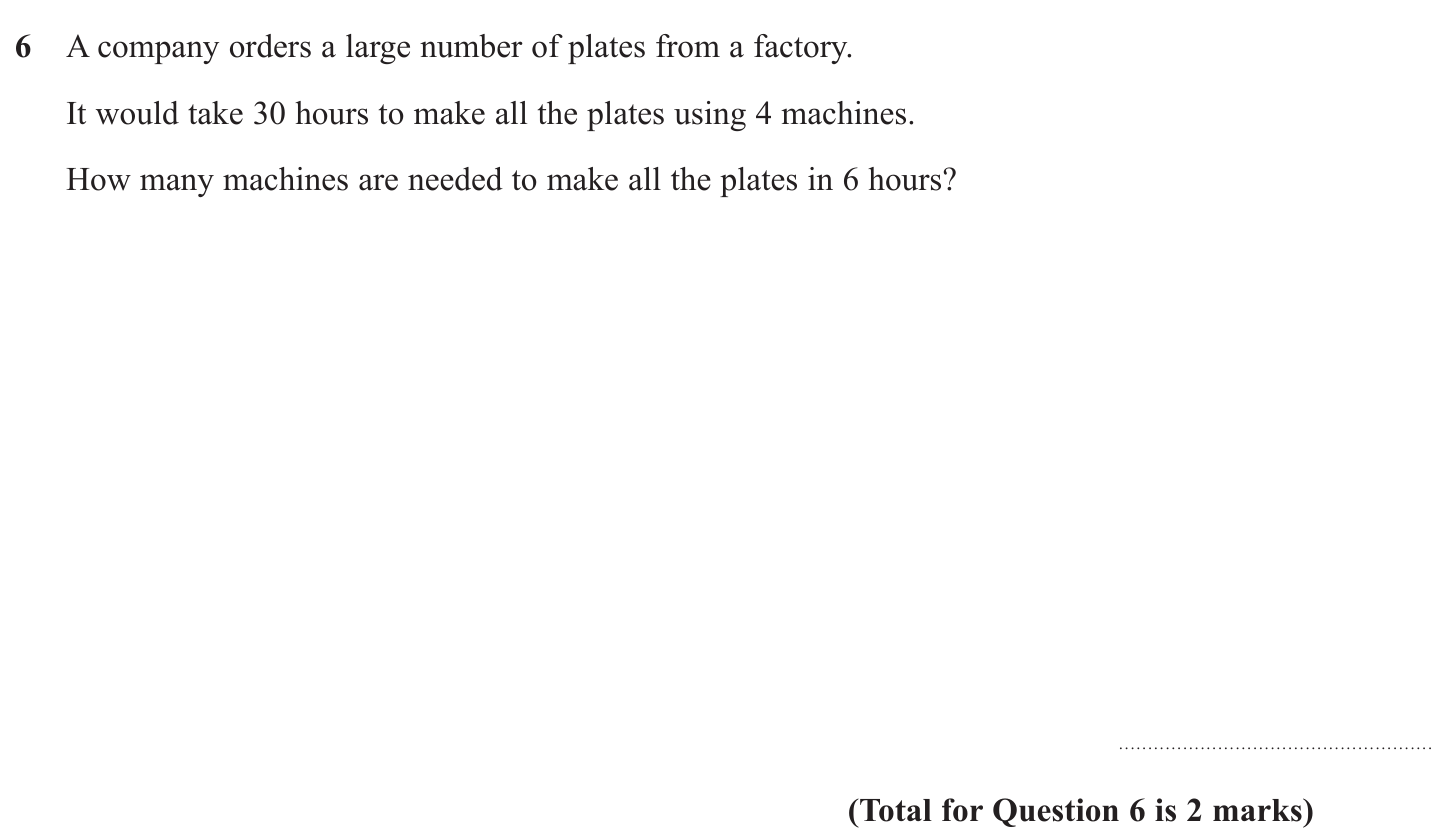 6 A company orders a large number of plates from a factory.
It would take 30 hours to make all the plates using 4 machines.
How many machines are needed to make all the plates in 6 hours?
(Total for Question 6 is 2 marks)